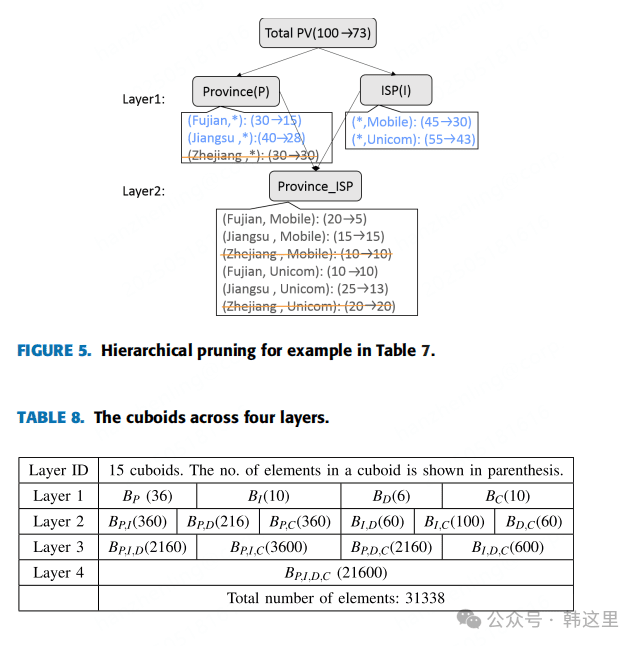 Total PV(100→73)
Layer1:
Province(P)
ISP(I)
(Fujian,*): (30→15)
(Jiangsu ,*):(40→28)
(Zhejiang ,*): (30→30)
(*,Mobile): (45→30)
(*,Unicom): (55→43)
Layer2:
Province_ISP
(Fujian, Mobile): (20→5)
(Jiangsu , Mobile): (15→15)
(Zhejiang , Mobile): (10→10)
(Fujian, Unicom): (10→10)
(Jiangsu , Unicom): (25→13)
(Zhejiang , Unicom): (20→20)
FIGURE 5. Hierarchical pruning for example in Table 7.
TABLE 8. The cuboids across four layers.
Layer ID 15 cuboids. The no. of elements in a cuboid is shown in parenthesis.
Layer 1 B_P (36) B_I(10) B_D(6) B_C(10)
Layer 2 B_{P,I}(360) B_{P,D}(216) B_{P,C}(360) B_{I,D}(60) B_{I,C}(100) B_{D,C}(60)
Layer 3 B_{P,I,D}(2160) B_{P,I,C}(3600) B_{P,D,C}(2160) B_{I,D,C}(600)
Layer 4 B_{P,I,D,C} (21600)
Total number of elements: 31338
公众号 · 韩这里